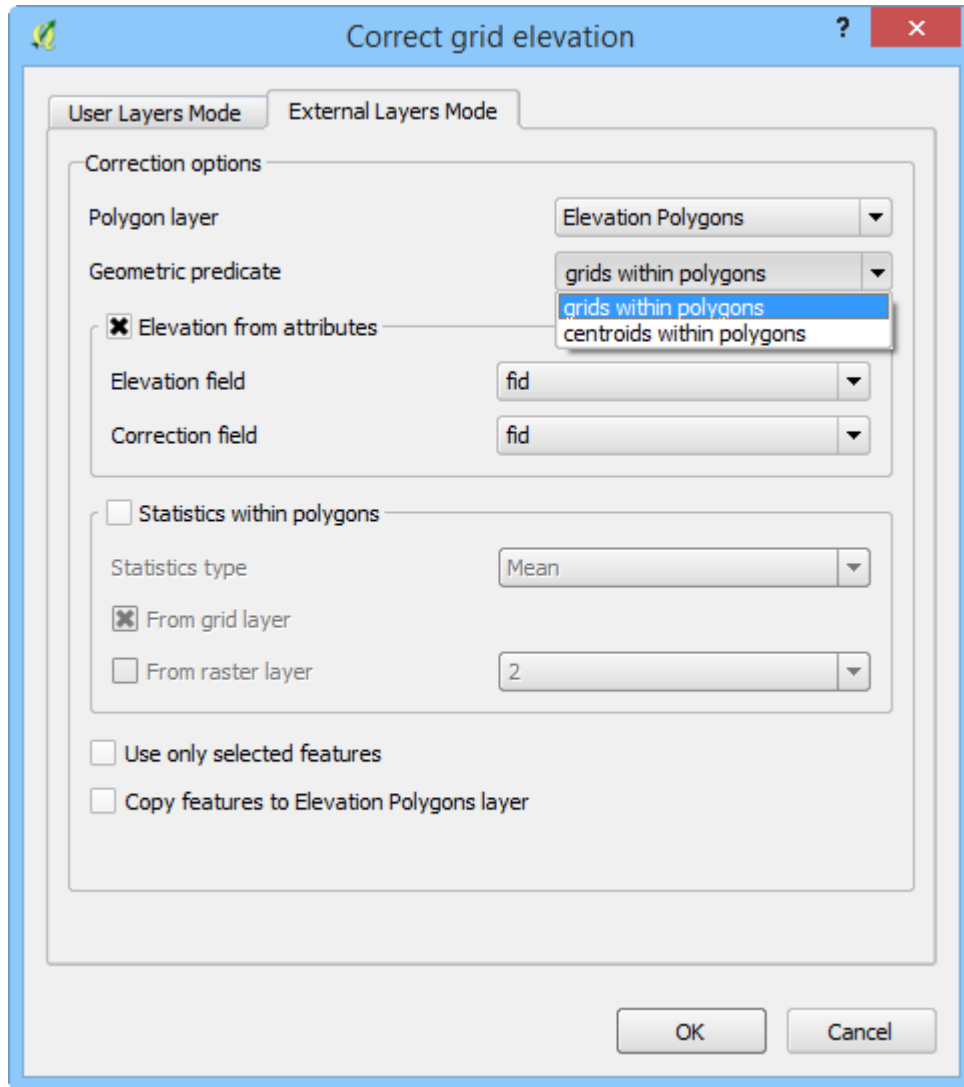 Correct grid elevation
?
User Layers Mode
External Layers Mode
Correction options
Polygon layer
Elevation Polygons
Geometric predicate
grids within polygons
grids within polygons
centroids within polygons
Elevation from attributes
Elevation field
fid
Correction field
fid
Statistics within polygons
Statistics type
Mean
From grid layer
From raster layer
2
Use only selected features
Copy features to Elevation Polygons layer
OK
Cancel